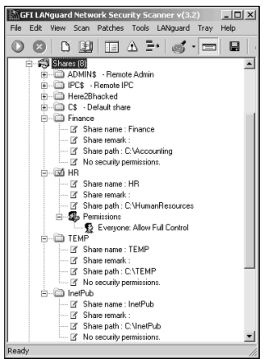 GFI LANguard Network Security Scanner v(3.2)
File Edit View Scan Patches Tools LANguard Tray Help
Shares (8)
ADMIN$ - Remote Admin
IPC$ - Remote IPC
Here2Bhacked
C$ - Default share
Finance
Share name : Finance
Share remark :
Share path : C:\Accounting
No security permissions.
HR
Share name : HR
Share remark :
Share path : C:\HumanResources
Permissions
Everyone: Allow Full Control
TEMP
Share name : TEMP
Share remark :
Share path : C:\TEMP
No security permissions.
InetPub
Share name : InetPub
Share remark :
Share path : C:\InetPub
No security permissions.
Ready